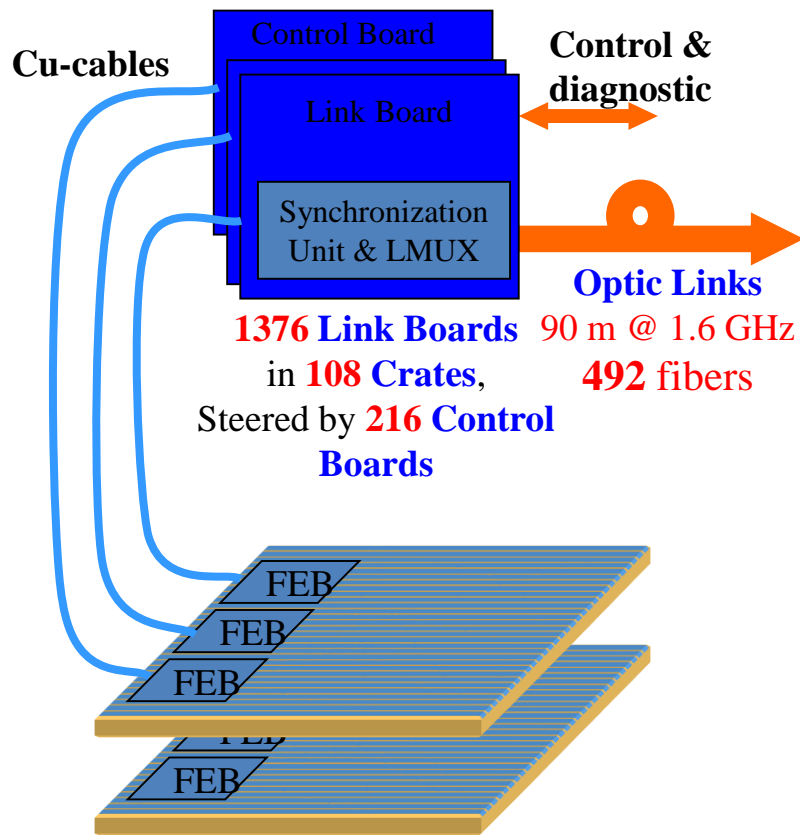 Control Board
Cu-cables
Control &
diagnostic
Link Board
Synchronization
Unit & LMUX
Optic Links
90 m @ 1.6 GHz
492 fibers
1376 Link Boards
in 108 Crates,
Steered by 216 Control
Boards
FEB
FEB
FEB
FEB
FEB